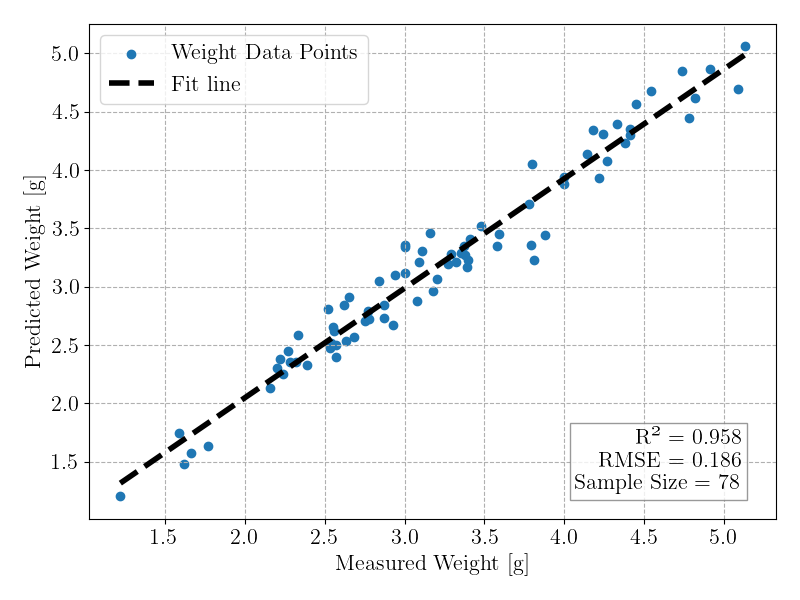 Weight Data Points
Fit line
5.0
4.5
4.0
3.5
3.0
2.5
2.0
1.5
Predicted Weight [g]
R² = 0.958
RMSE = 0.186
Sample Size = 78
1.5 2.0 2.5 3.0 3.5 4.0 4.5 5.0
Measured Weight [g]